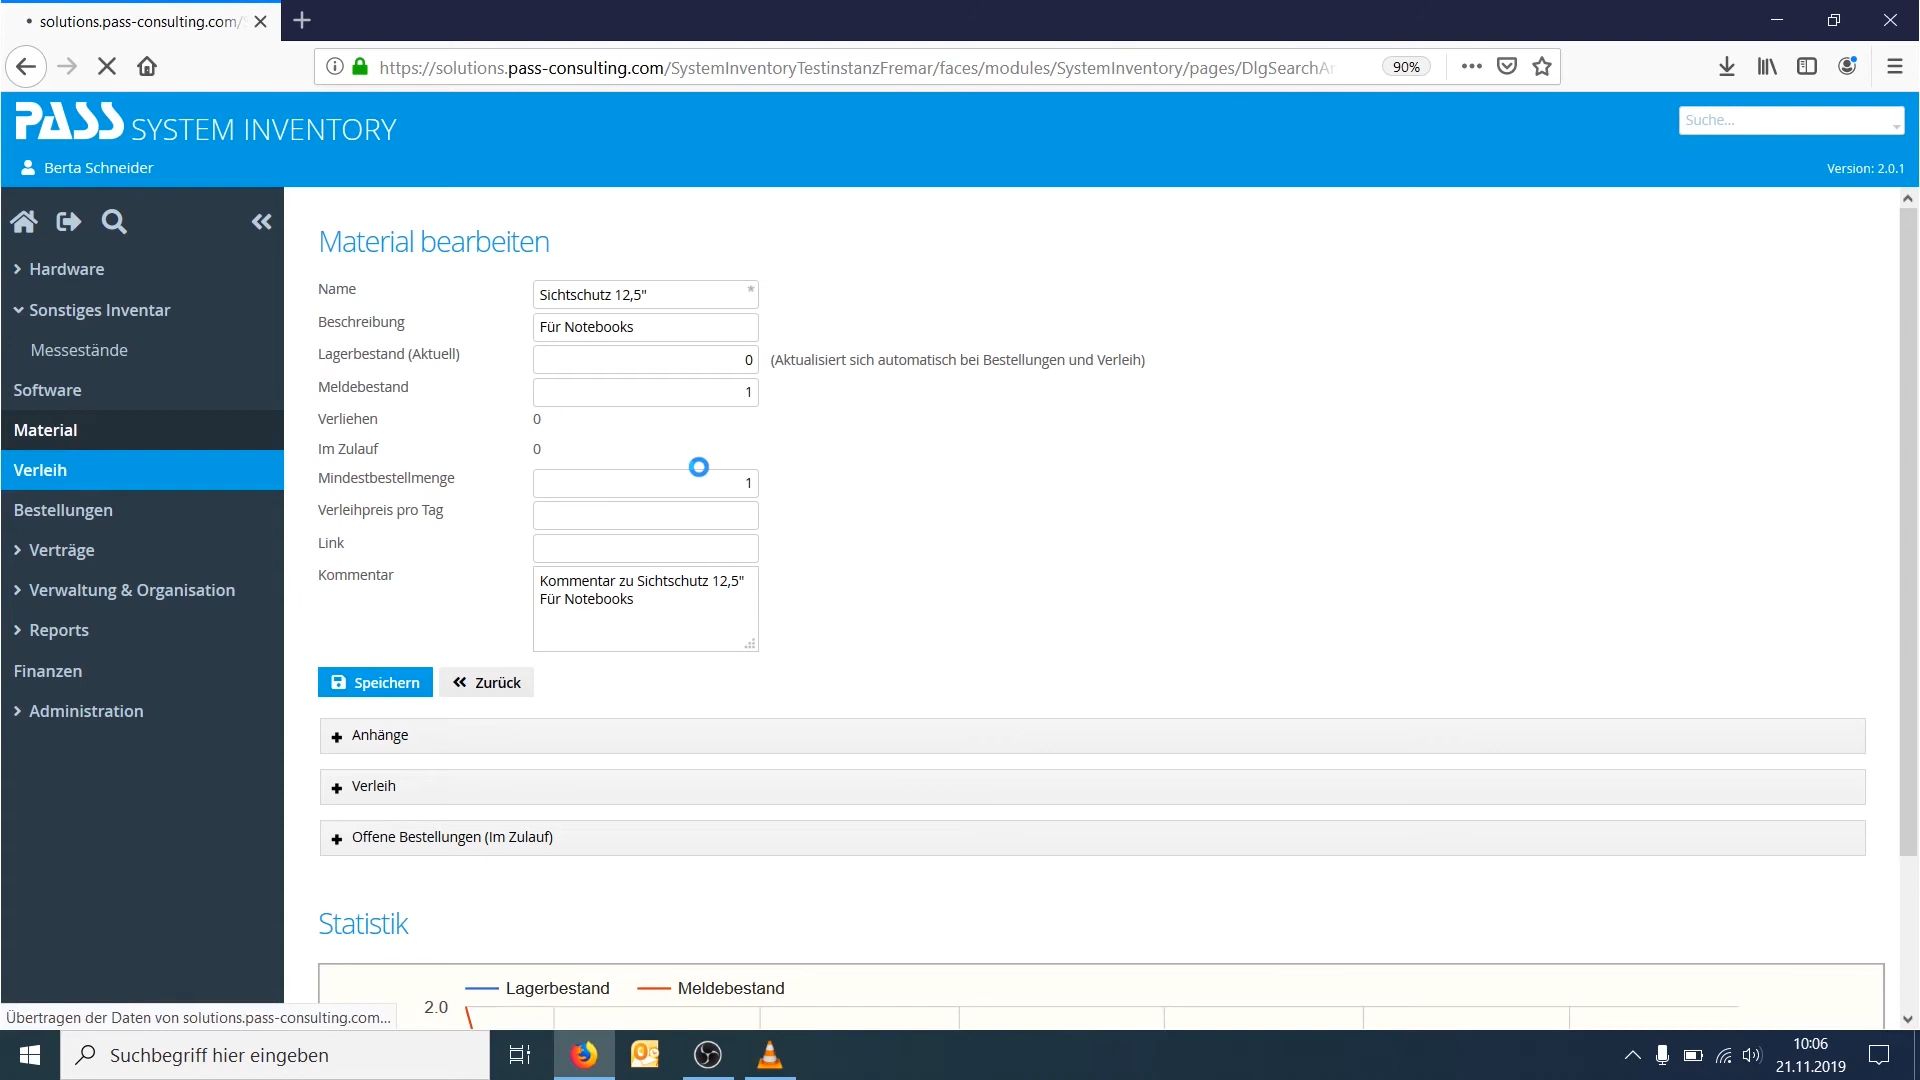 solutions.pass-consulting.com/
https://solutions.pass-consulting.com/SystemInventoryTestinstanzFremar/faces/modules/SystemInventory/pages/DlgSearchAr
90%
PASS SYSTEM INVENTORY
Suche...
Berta Schneider
Version: 2.0.1
Hardware
Sonstiges Inventar
Messestände
Software
Material
Verleih
Bestellungen
Verträge
Verwaltung & Organisation
Reports
Finanzen
Administration
Material bearbeiten
Name
Sichtschutz 12,5" *
Beschreibung
Für Notebooks
Lagerbestand (Aktuell)
0 (Aktualisiert sich automatisch bei Bestellungen und Verleih)
Meldebestand
1
Verliehen
0
Im Zulauf
0
Mindestbestellmenge
1
Verleihpreis pro Tag
Link
Kommentar
Kommentar zu Sichtschutz 12,5"
Für Notebooks
Speichern
Zurück
Anhänge
Verleih
Offene Bestellungen (Im Zulauf)
Statistik
Lagerbestand Meldebestand
2.0
Übertragen der Daten von solutions.pass-consulting.com...
Suchbegriff hier eingeben
10:06
21.11.2019